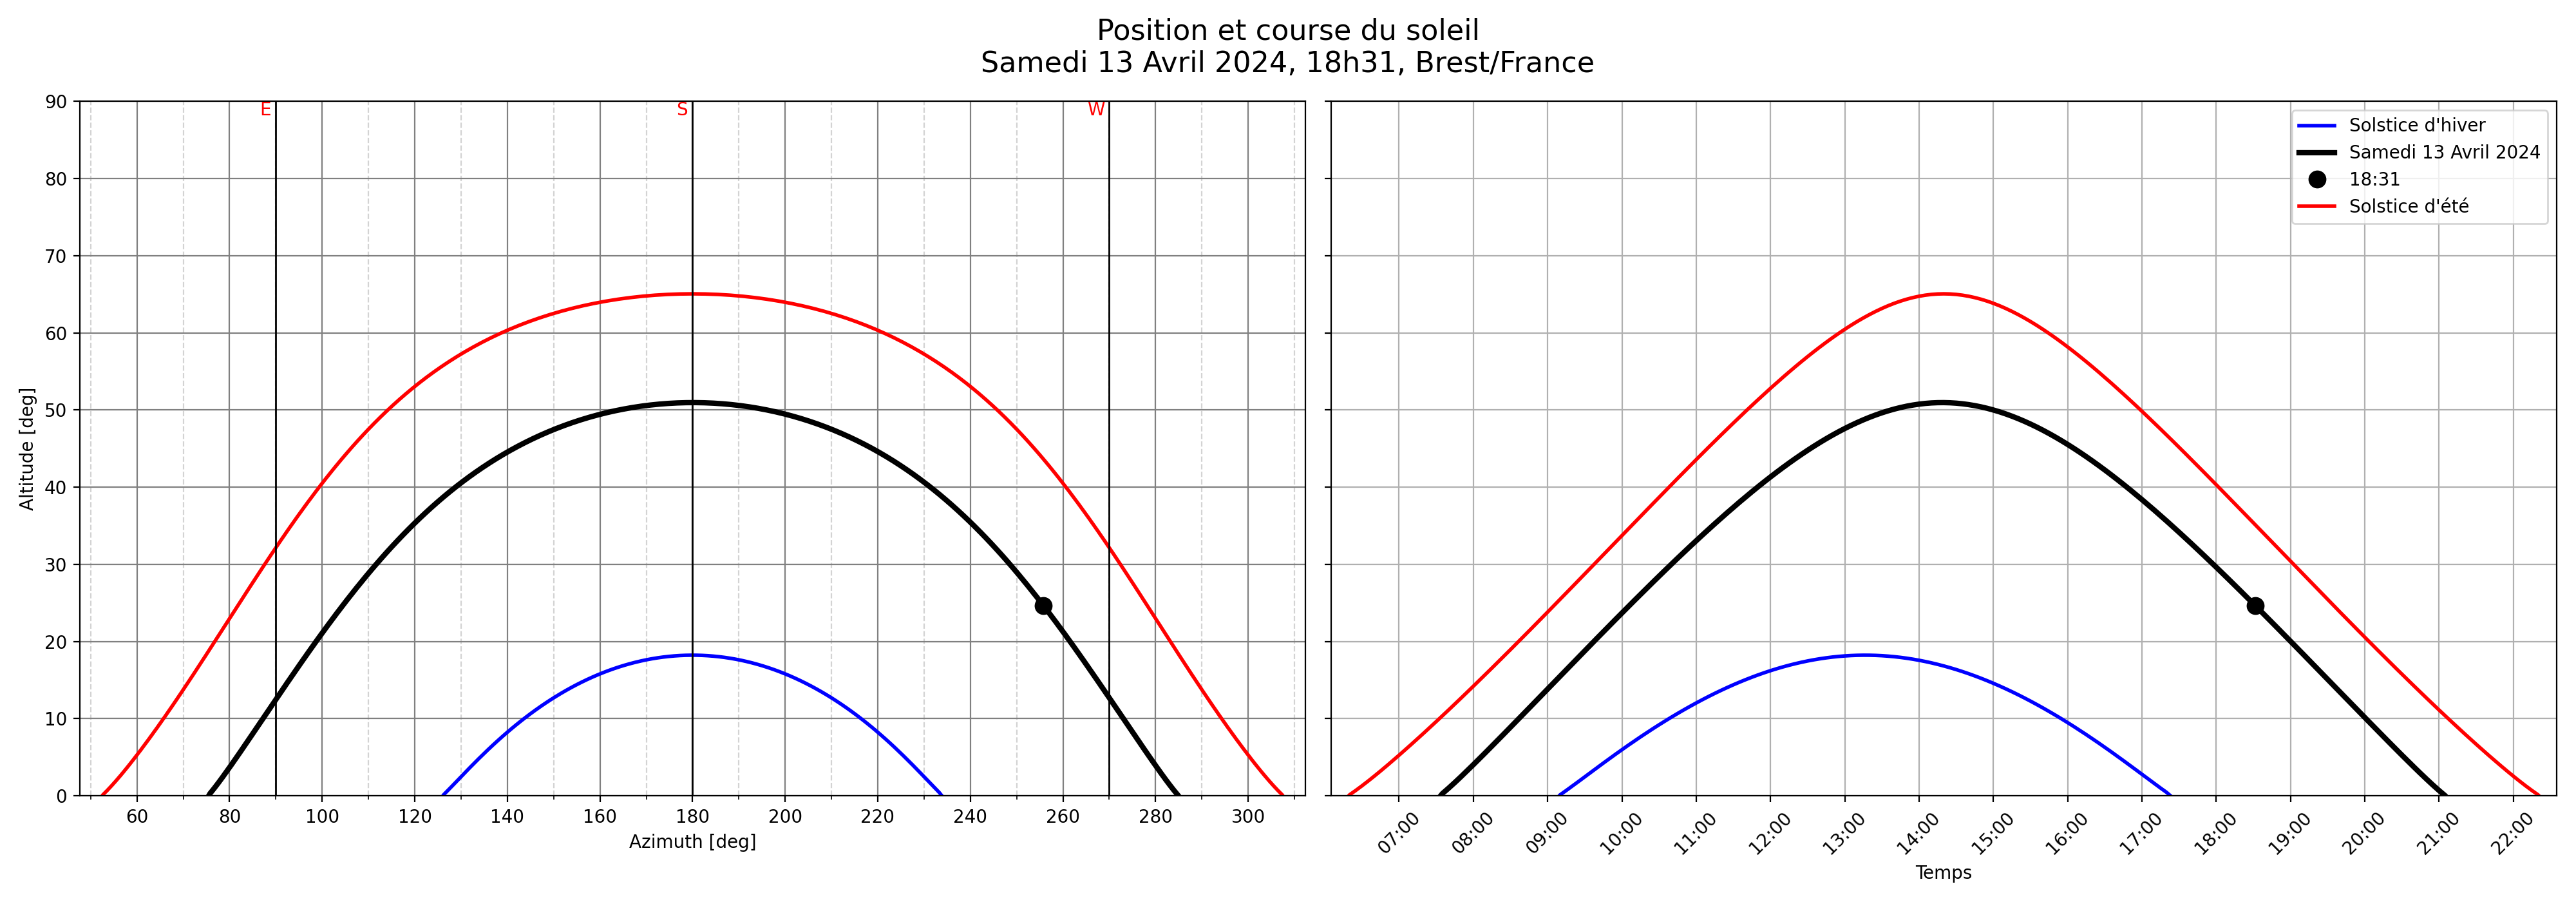 Position et course du soleil
Samedi 13 Avril 2024, 18h31, Brest/France
E
S
W
90
80
70
60
50
40
30
20
10
0
Altitude [deg]
60 80 100 120 140 160 180 200 220 240 260 280 300
Azimuth [deg]
Solstice d'hiver
Samedi 13 Avril 2024
18:31
Solstice d'été
07:00 08:00 09:00 10:00 11:00 12:00 13:00 14:00 15:00 16:00 17:00 18:00 19:00 20:00 21:00 22:00
Temps